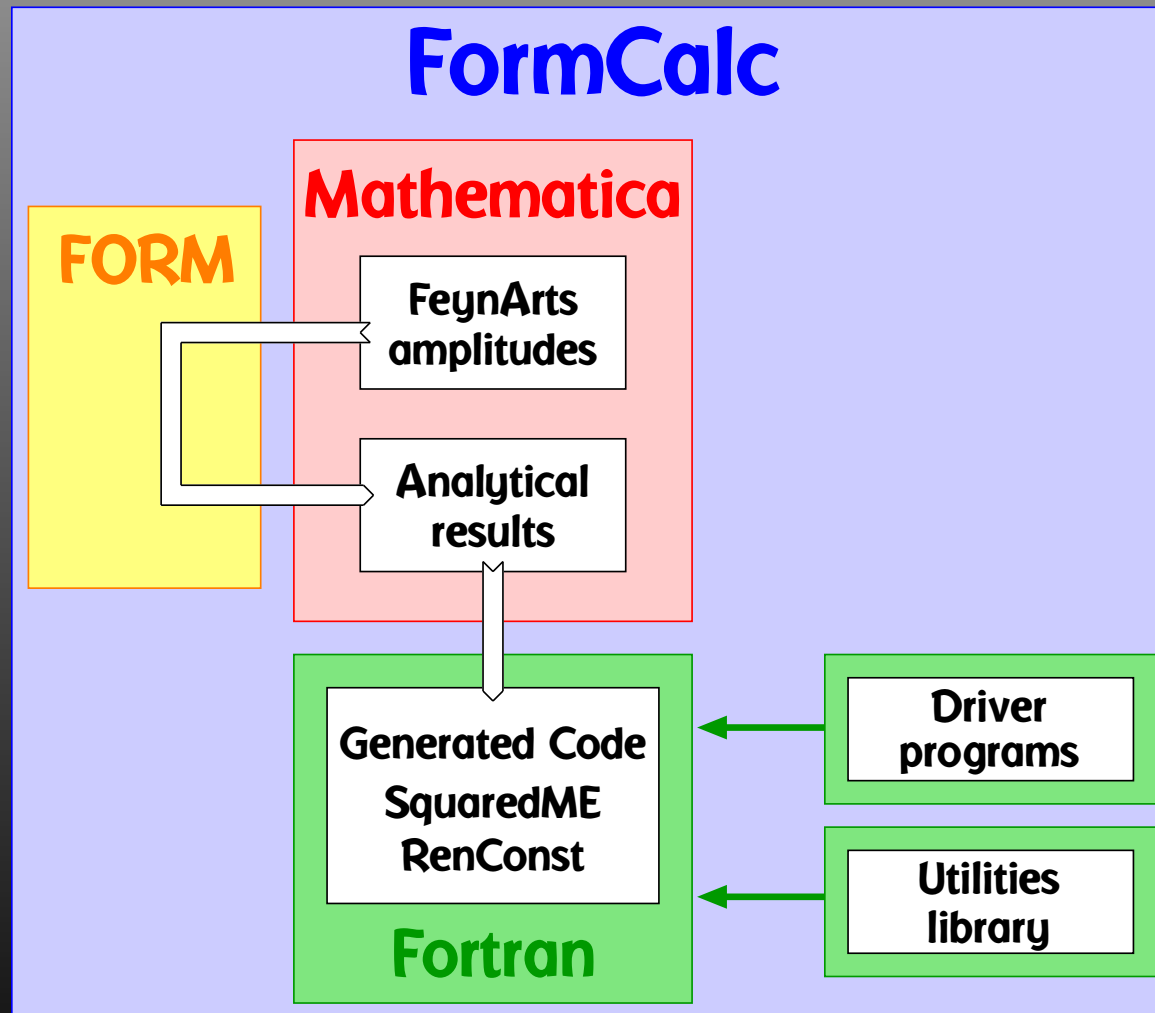 FormCalc
Mathematica
FORM
FeynArts
amplitudes
Analytical
results
Generated Code
SquaredME
RenConst
Fortran
Driver
programs
Utilities
library